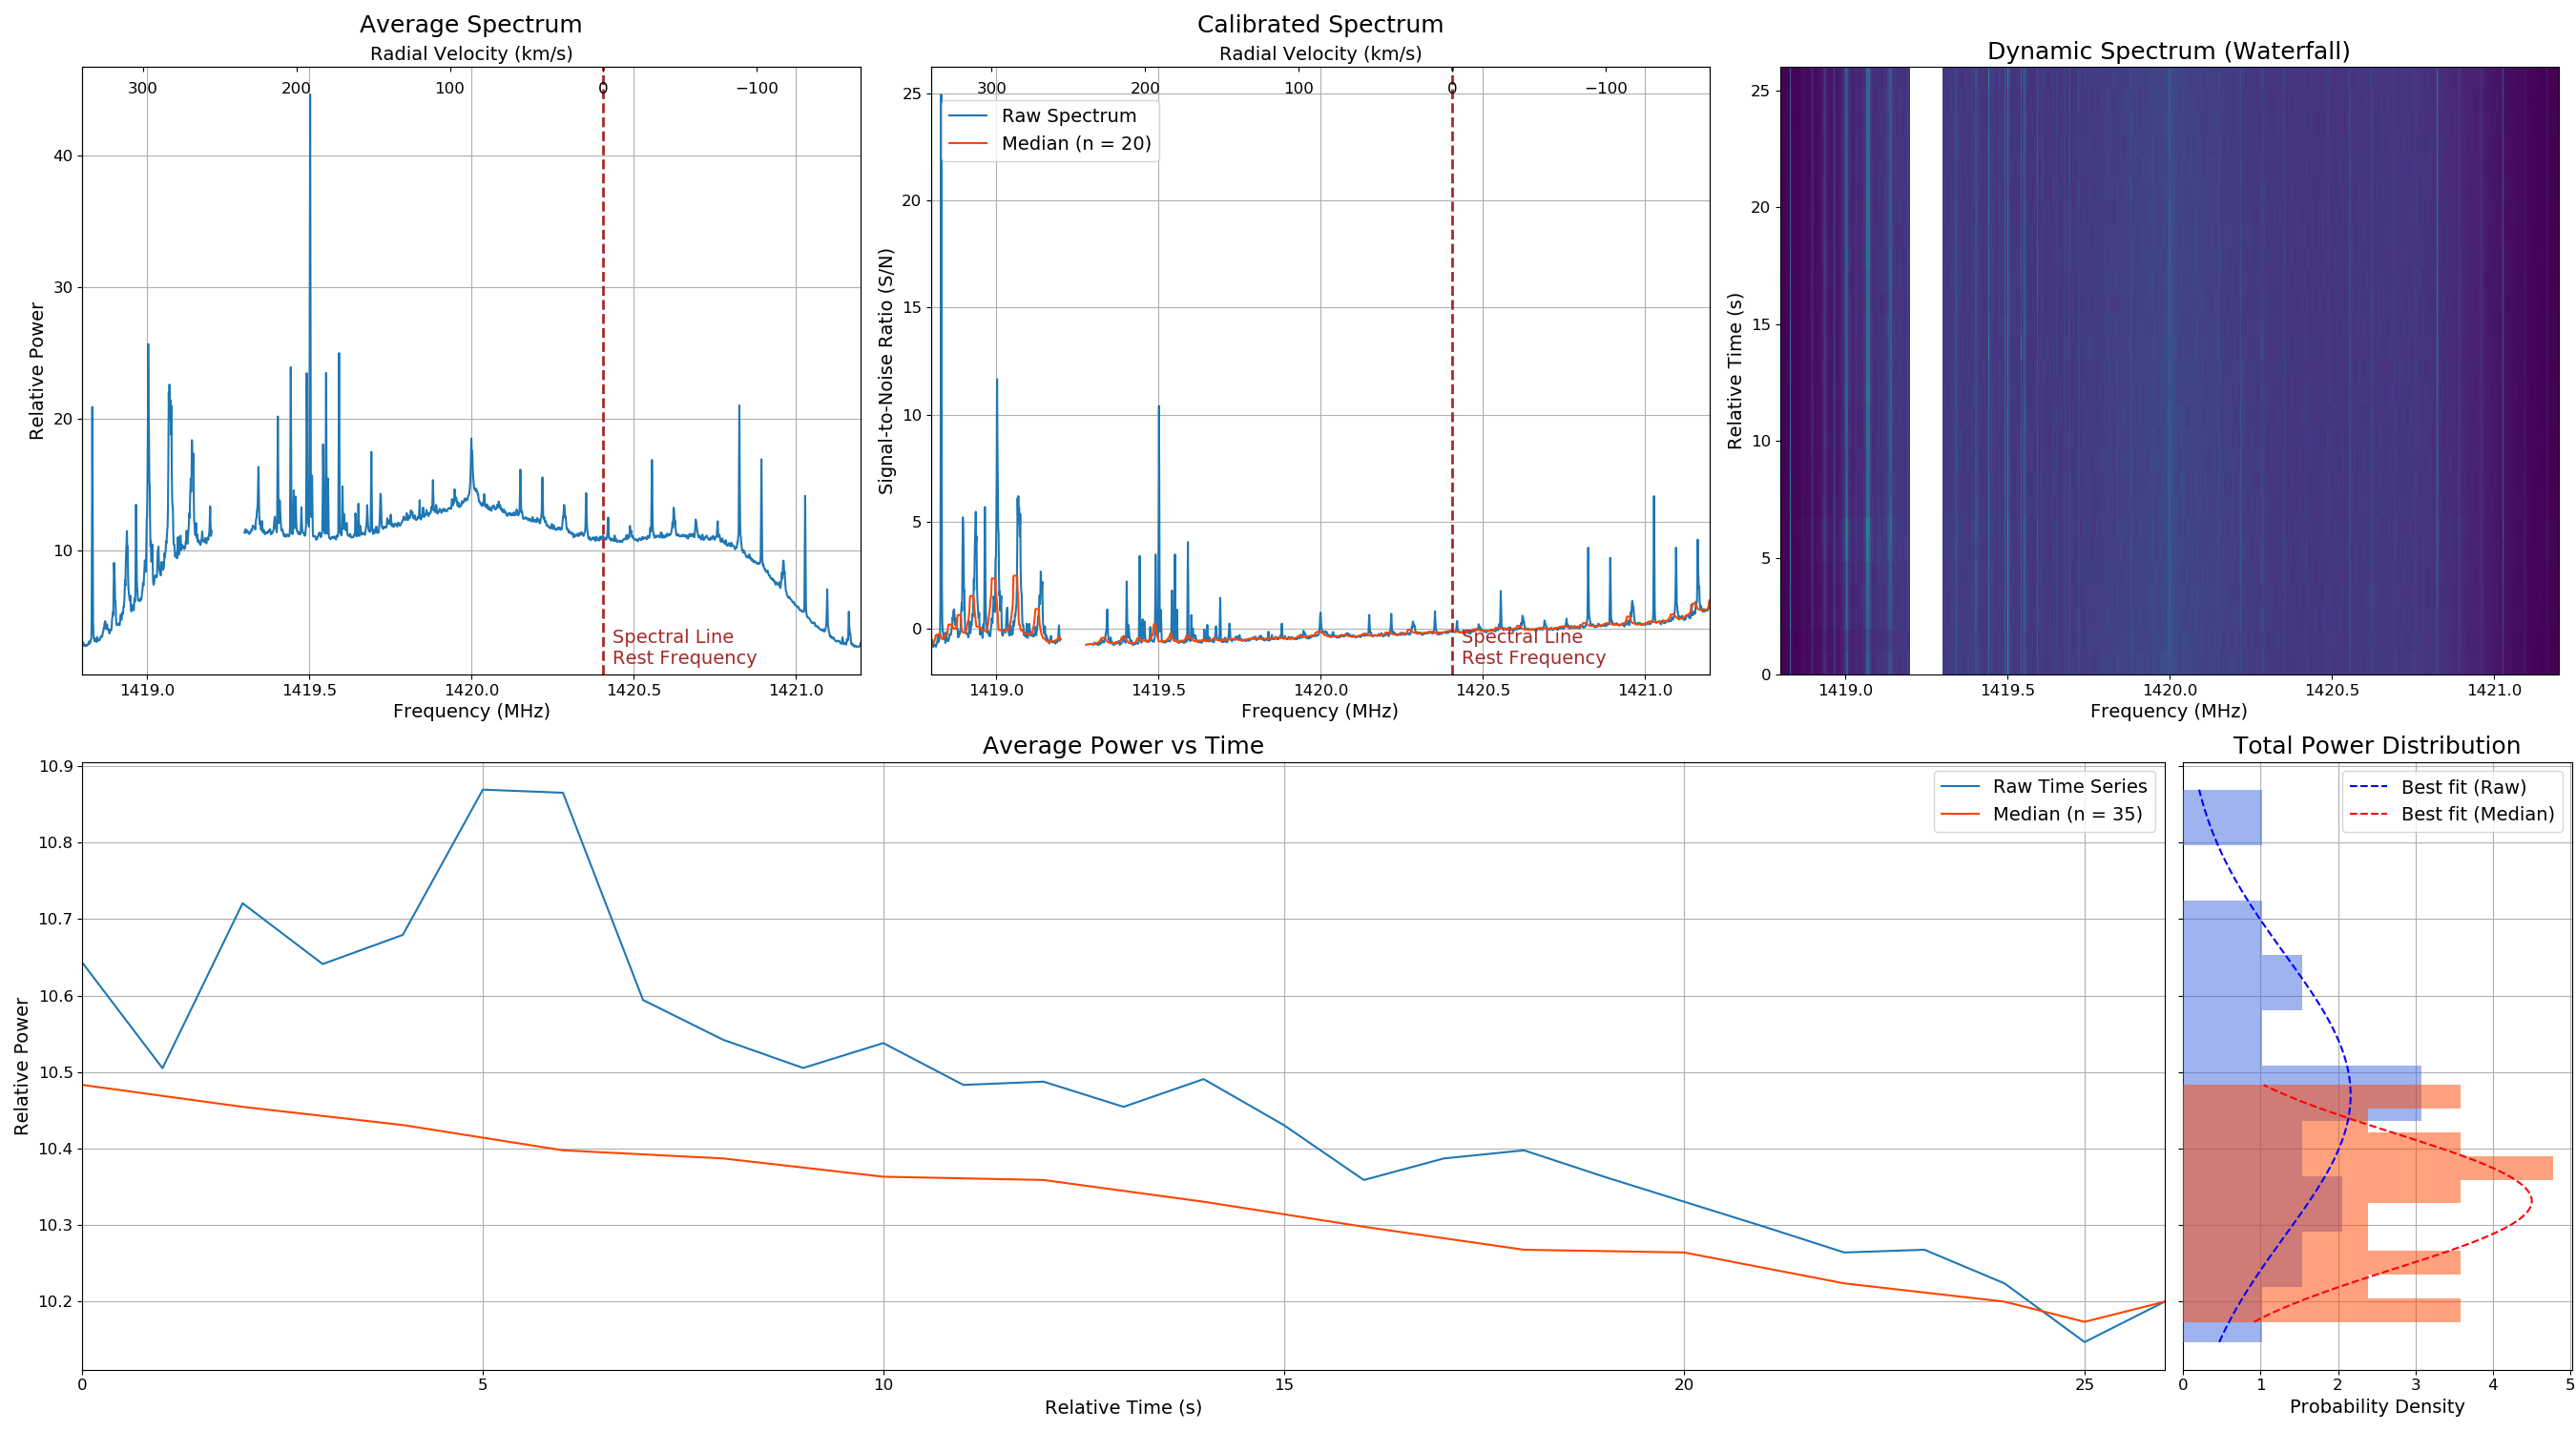 Average Spectrum
Radial Velocity (km/s)
300 200 100 0 −100
40
30
20
10
Relative Power
Spectral Line
Rest Frequency
1419.0 1419.5 1420.0 1420.5 1421.0
Frequency (MHz)
Calibrated Spectrum
Radial Velocity (km/s)
300 200 100 0 −100
Raw Spectrum
Median (n = 20)
25
20
15
10
5
0
Signal-to-Noise Ratio (S/N)
Spectral Line
Rest Frequency
1419.0 1419.5 1420.0 1420.5 1421.0
Frequency (MHz)
Dynamic Spectrum (Waterfall)
25
20
15
10
5
0
Relative Time (s)
1419.0 1419.5 1420.0 1420.5 1421.0
Frequency (MHz)
Average Power vs Time
Raw Time Series
Median (n = 35)
10.9
10.8
10.7
10.6
10.5
10.4
10.3
10.2
Relative Power
0 5 10 15 20 25
Relative Time (s)
Total Power Distribution
Best fit (Raw)
Best fit (Median)
0 1 2 3 4 5
Probability Density